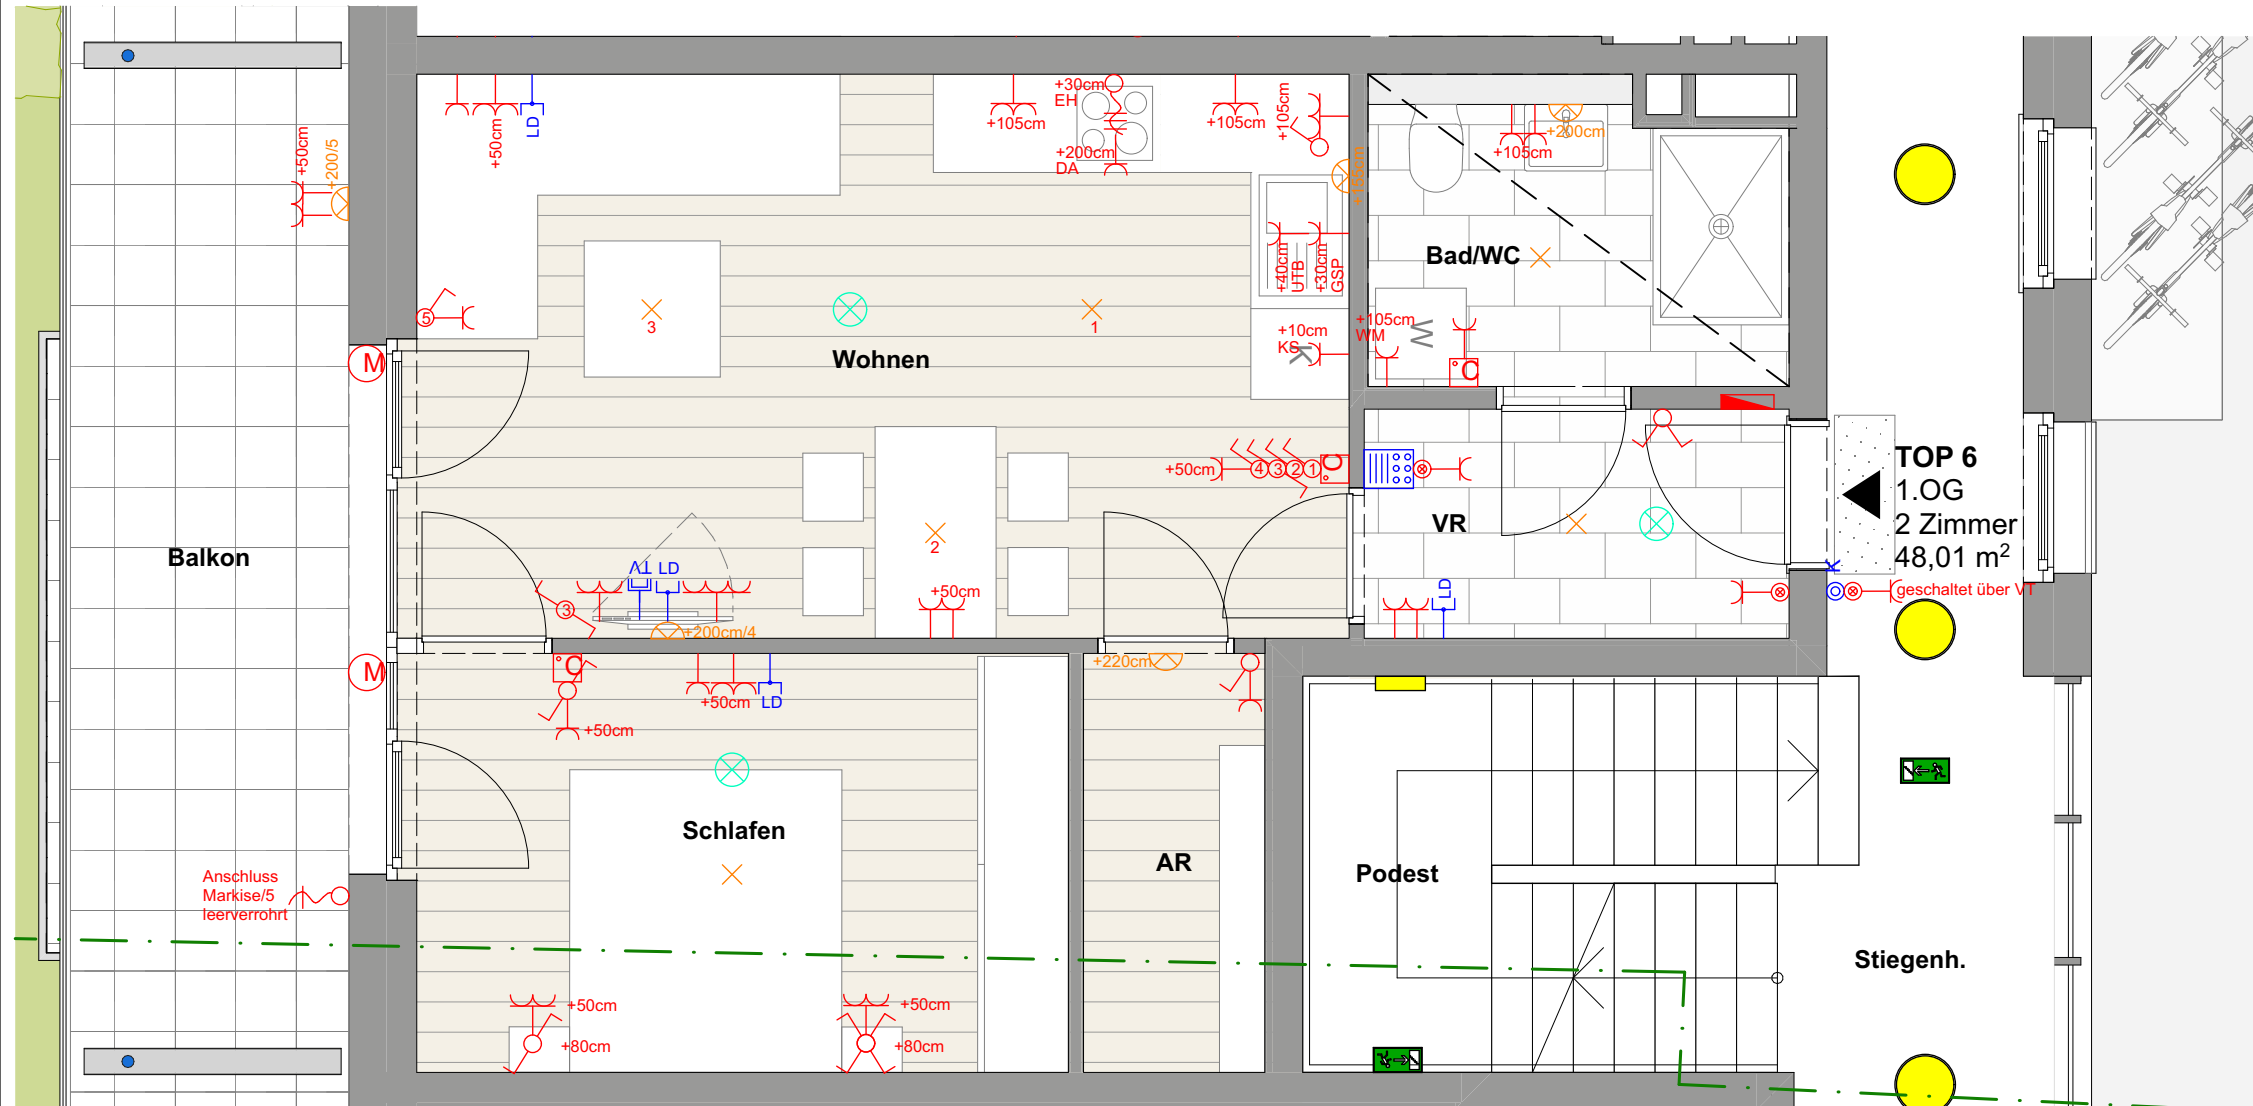 +50cm
LD
+105cm
+30cm
EH
+200cm
DA
+105cm
+105cm
+105cm
+200cm
+50cm
+200/5
+155cm
Bad/WC
+40cm
UTB
+30cm
GSP
5
3
1
Wohnen
+10cm
KS
K
+105cm
WM
W
°C
M
+50cm
4
3
2
1
°C
VR
TOP 6
1.OG
2 Zimmer
48,01 m²
K
geschaltet über VT
Balkon
2
TV
LD
3
+50cm
LD
+200cm/4
M
°C
+50cm
+50cm
LD
+220cm
Schlafen
AR
Podest
Anschluss
Markise/5
leerverrohrt
Stiegenh.
+50cm
+80cm
+50cm
+80cm